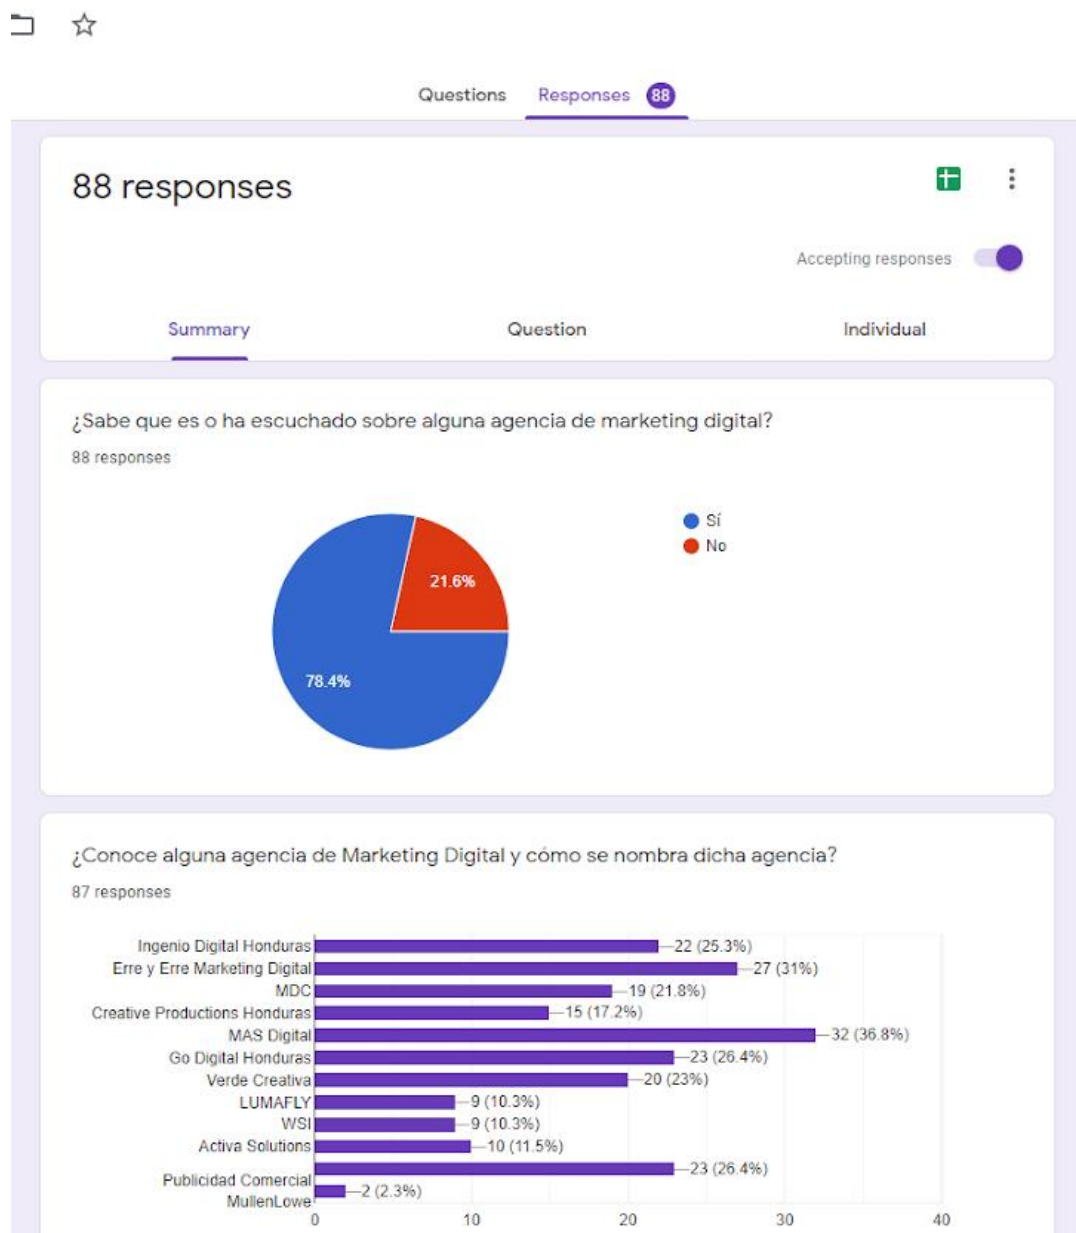 Questions Responses 88
88 responses
Accepting responses
Summary Question Individual
¿Sabe que es o ha escuchado sobre alguna agencia de marketing digital?
88 responses
Sí
No
21.6%
78.4%
¿Conoce alguna agencia de Marketing Digital y cómo se nombra dicha agencia?
87 responses
Ingenio Digital Honduras 22 (25.3%)
Erre y Erre Marketing Digital 27 (31%)
MDC 19 (21.8%)
Creative Productions Honduras 15 (17.2%)
MAS Digital 32 (36.8%)
Go Digital Honduras 23 (26.4%)
Verde Creativa 20 (23%)
LUMAFLY 9 (10.3%)
WSI 9 (10.3%)
Activa Solutions 10 (11.5%)
23 (26.4%)
Publicidad Comercial
MullenLowe 2 (2.3%)
0 10 20 30 40